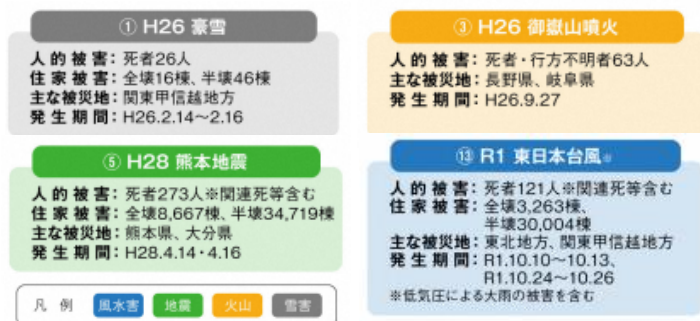 ① H26 豪雪
人的被害：死者26人
住家被害：全壊16棟、半壊46棟
主な被災地：関東甲信越地方
発生期間：H26.2.14～2.16
③ H26 御嶽山噴火
人的被害：死者・行方不明者63人
主な被災地：長野県、岐阜県
発生期間：H26.9.27
⑤ H28 熊本地震
人的被害：死者273人※関連死等含む
住家被害：全壊8,667棟、半壊34,719棟
主な被災地：熊本県、大分県
発生期間：H28.4.14・4.16
⑬ R1 東日本台風※
人的被害：死者121人※関連死等含む
住家被害：全壊3,263棟、
半壊30,004棟
主な被災地：東北地方、関東甲信越地方
発生期間：R1.10.10～10.13、
R1.10.24～10.26
※低気圧による大雨の被害を含む
凡例 風水害 地震 火山 雪害